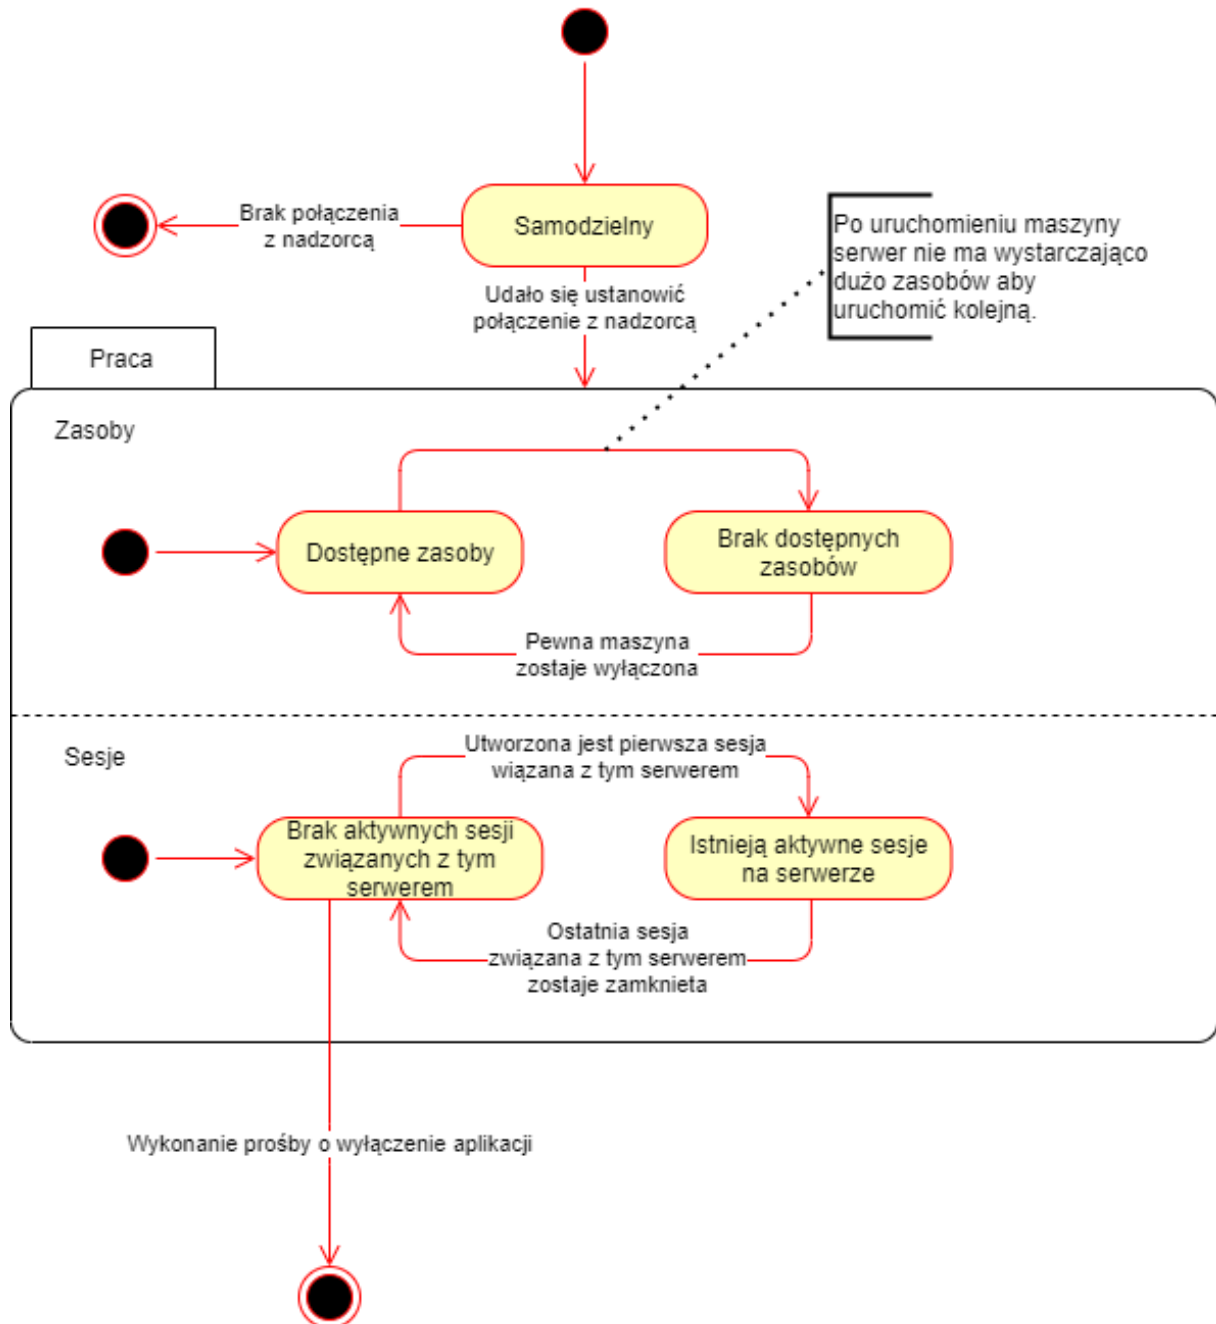 Samodzielny
Brak połączenia
z nadzorcą
Po uruchomieniu maszyny
serwer nie ma wystarczająco
dużo zasobów aby
uruchomić kolejną.
Udało się ustanowić
połączenie z nadzorcą
Praca
Zasoby
Dostępne zasoby
Brak dostępnych
zasobów
Pewna maszyna
zostaje wyłączona
Sesje
Utworzona jest pierwsza sesja
wiązana z tym serwerem
Brak aktywnych sesji
związanych z tym
serwerem
Istnieją aktywne sesje
na serwerze
Ostatnia sesja
związana z tym serwerem
zostaje zamknieta
Wykonanie prośby o wyłączenie aplikacji